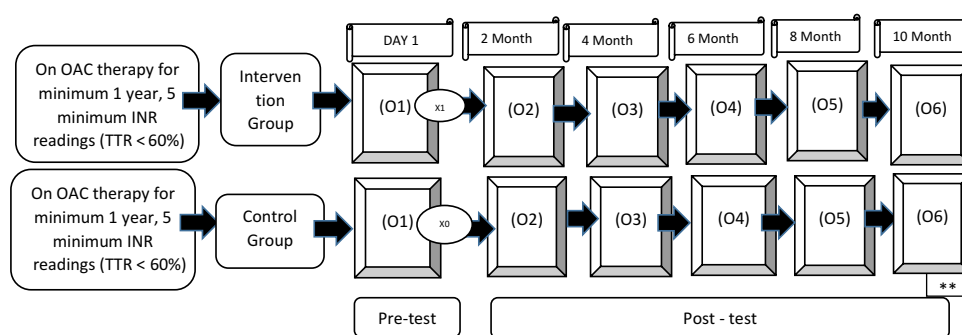 DAY 1
2 Month
4 Month
6 Month
8 Month
10 Month
On OAC therapy for
minimum 1 year, 5
minimum INR
readings (TTR < 60%)
Interven
tion
Group
(O1)
X1
(O2)
(O3)
(O4)
(O5)
(O6)
On OAC therapy for
minimum 1 year, 5
minimum INR
readings (TTR < 60%)
Control
Group
(O1)
X0
(O2)
(O3)
(O4)
(O5)
(O6)
**
Pre-test
Post - test